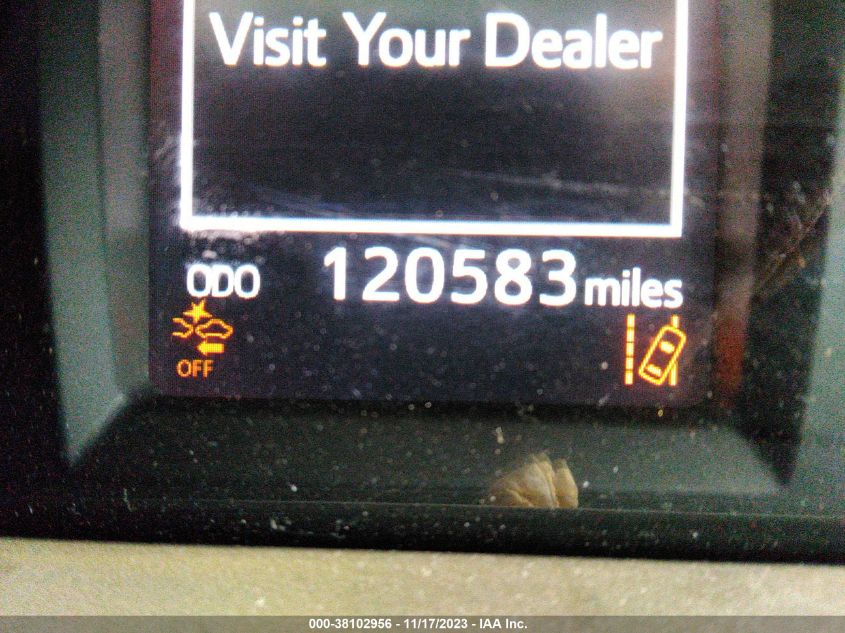 Visit Your Dealer
ODO 120583 miles
OFF
000-38102956 - 11/17/2023 - IAA Inc.